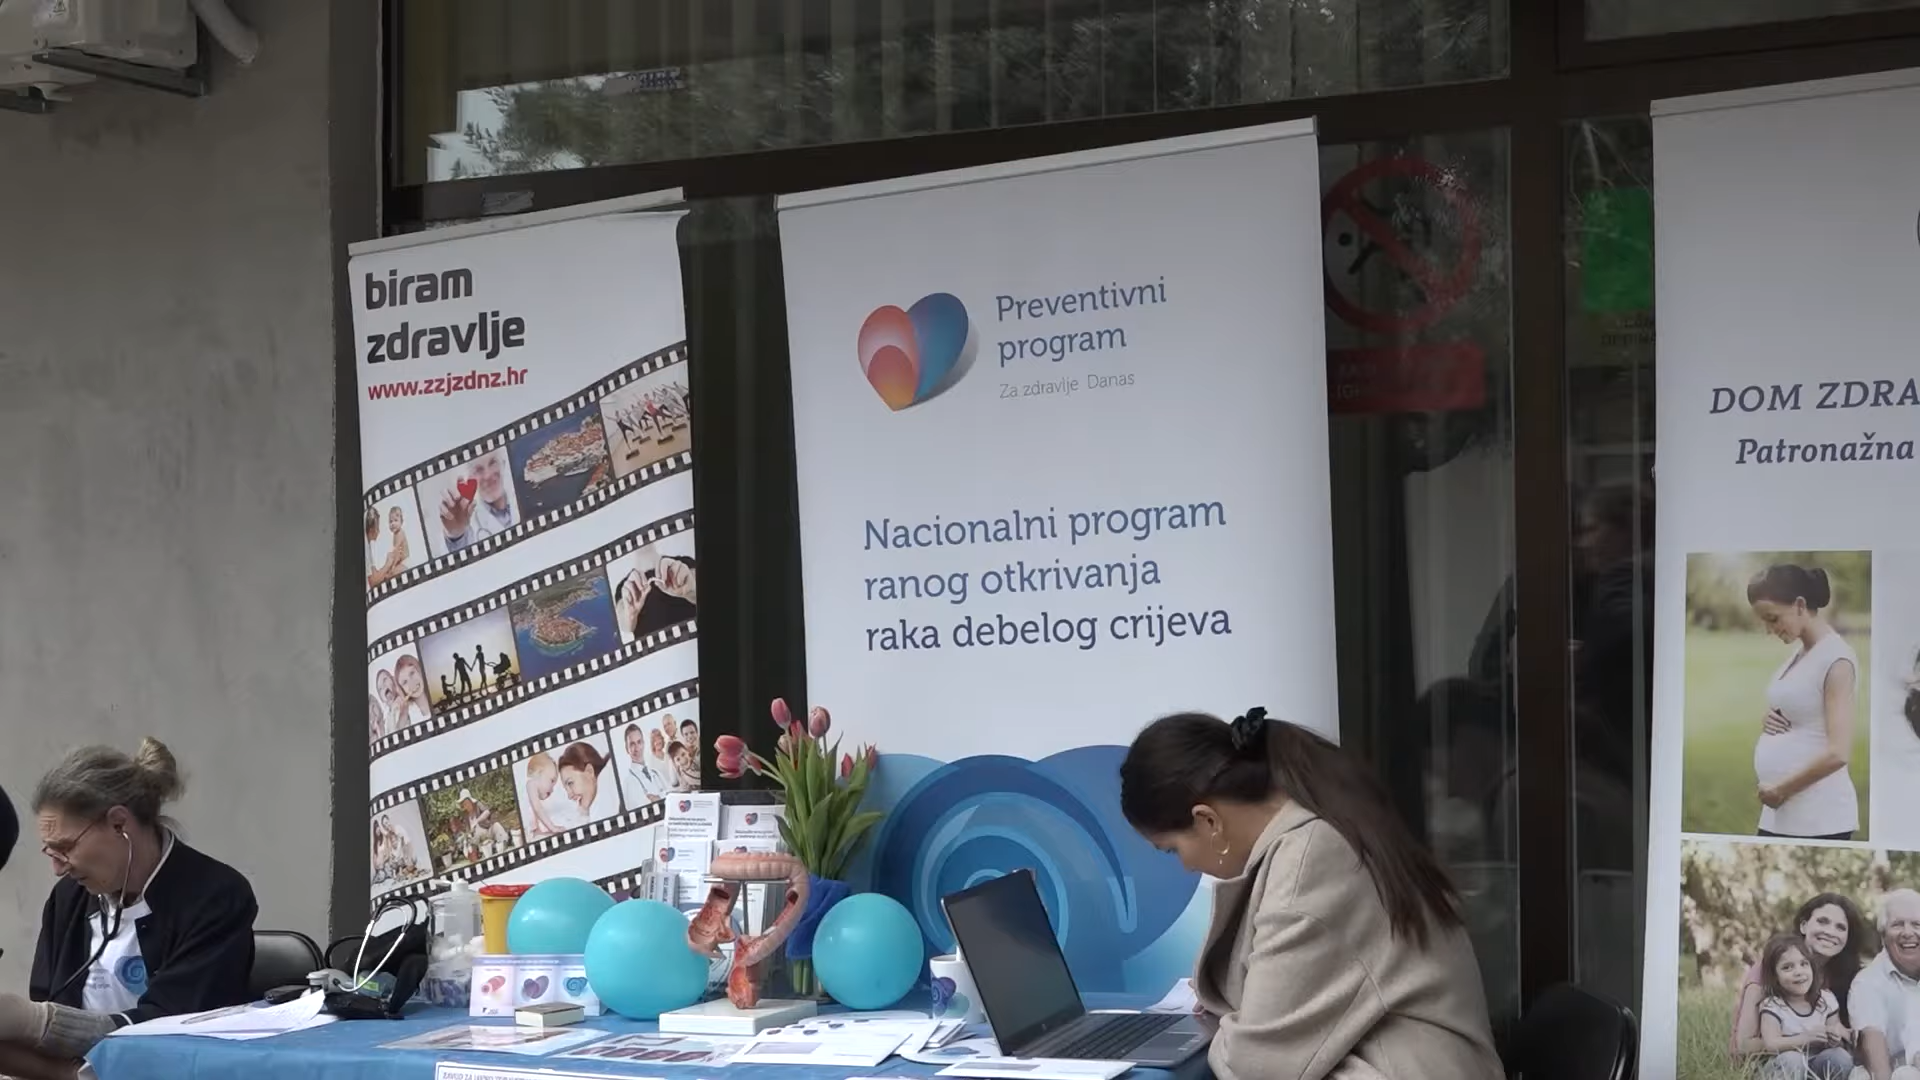 biram
zdravlje
www.zzjzdnz.hr
Preventivni
program
Za zdravlje Danas
Nacionalni program
ranog otkrivanja
raka debelog crijeva
DOM ZDRA
Patronažna